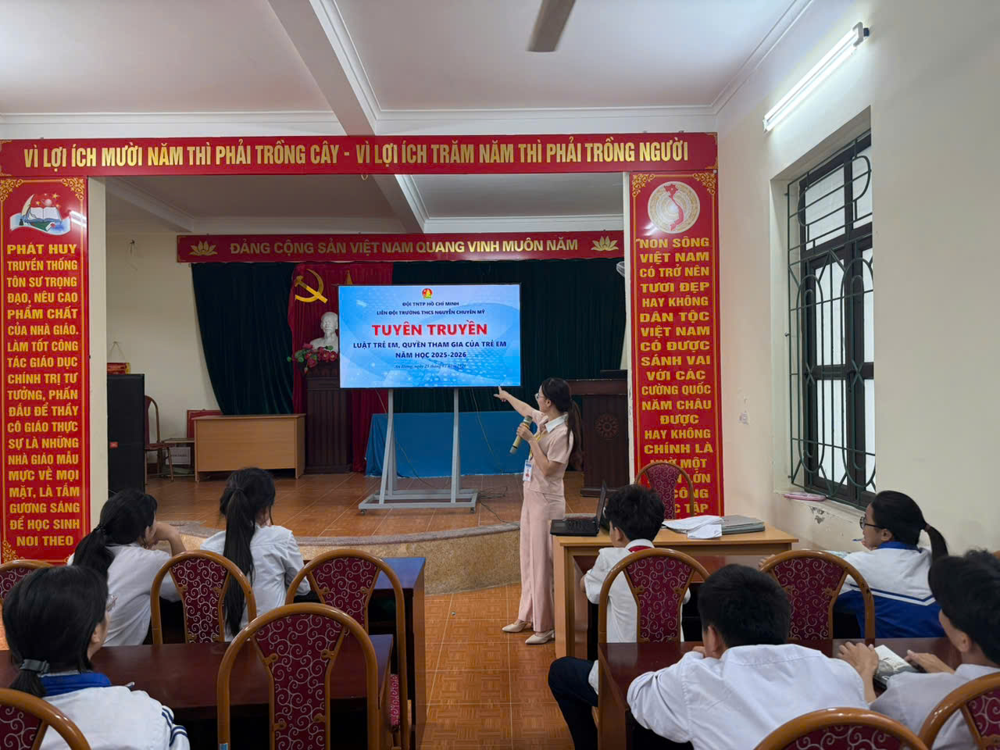 VÌ LỢI ÍCH MƯỜI NĂM THÌ PHẢI TRỒNG CÂY - VÌ LỢI ÍCH TRĂM NĂM THÌ PHẢI TRỒNG NGƯỜI
ĐẢNG CỘNG SẢN VIỆT NAM QUANG VINH MUÔN NĂM
PHÁT HUY
TRUYỀN THỐNG
TÔN SƯ TRỌNG
ĐẠO, NÊU CAO
PHẨM CHẤT
CỦA NHÀ GIÁO.
LÀM TỐT CÔNG
TÁC GIÁO DỤC
CHÍNH TRỊ TƯ
TƯỞNG, PHẤN
ĐẤU ĐỂ THẦY
CÔ GIÁO THỰC
SỰ LÀ NHỮNG
NHÀ GIÁO MẪU
MỰC VỀ MỌI
MẶT, LÀ TẤM
GƯƠNG SÁNG
ĐỂ HỌC SINH
NOI THEO
ĐỘI TNTP HỒ CHÍ MINH
LIÊN ĐỘI TRƯỜNG THCS NGUYỄN CHUYÊN MỸ
TUYÊN TRUYỀN
LUẬT TRẺ EM, QUYỀN THAM GIA CỦA TRẺ EM
NĂM HỌC 2025-2026
"NON SÔNG
VIỆT NAM
CÓ TRỞ NÊN
TƯƠI ĐẸP
HAY KHÔNG
DÂN TỘC
VIỆT NAM
CÓ ĐƯỢC
SÁNH VAI
VỚI CÁC
CƯỜNG QUỐC
NĂM CHÂU
ĐƯỢC
HAY KHÔNG
CHÍNH LÀ
MỘT
LỚN
CÔNG
TẬP